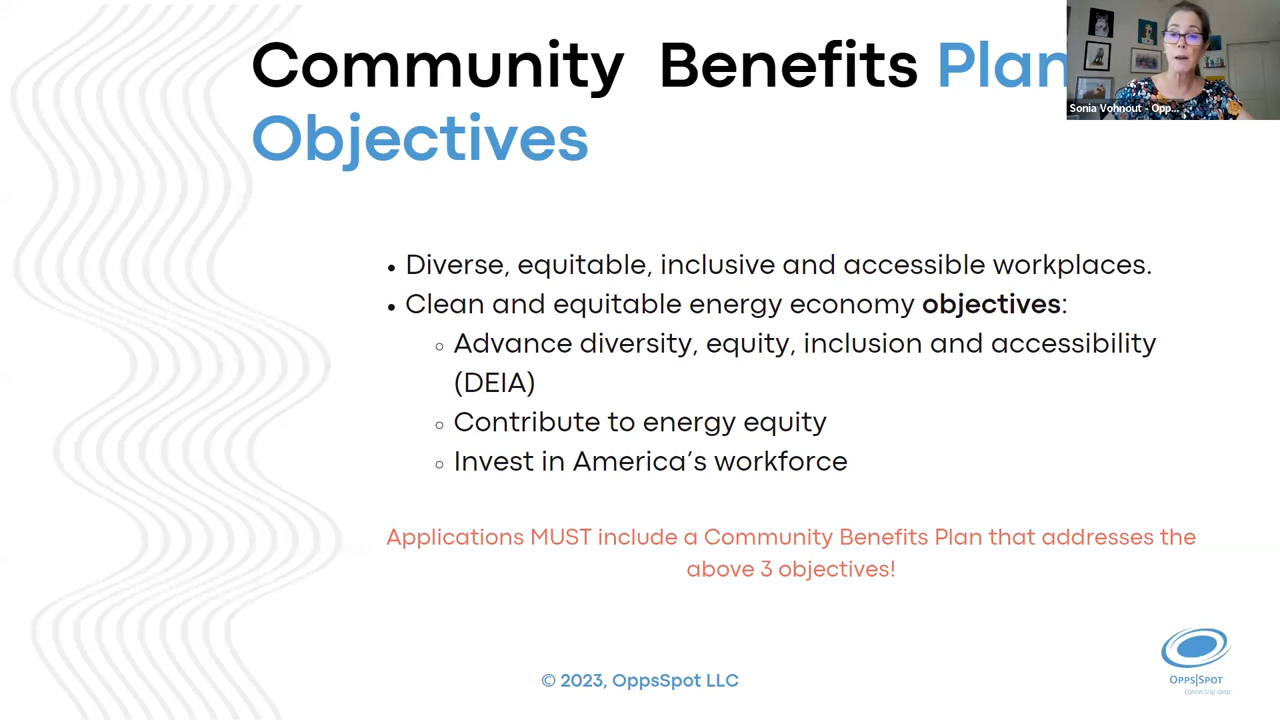 Community Benefits Plan
Objectives
Sonia Vohnout - Opp...
• Diverse, equitable, inclusive and accessible workplaces.
• Clean and equitable energy economy objectives:
○ Advance diversity, equity, inclusion and accessibility
(DEIA)
○ Contribute to energy equity
○ Invest in America's workforce
Applications MUST include a Community Benefits Plan that addresses the
above 3 objectives!
© 2023, OppsSpot LLC
OPPS|SPOT
connecting ideas